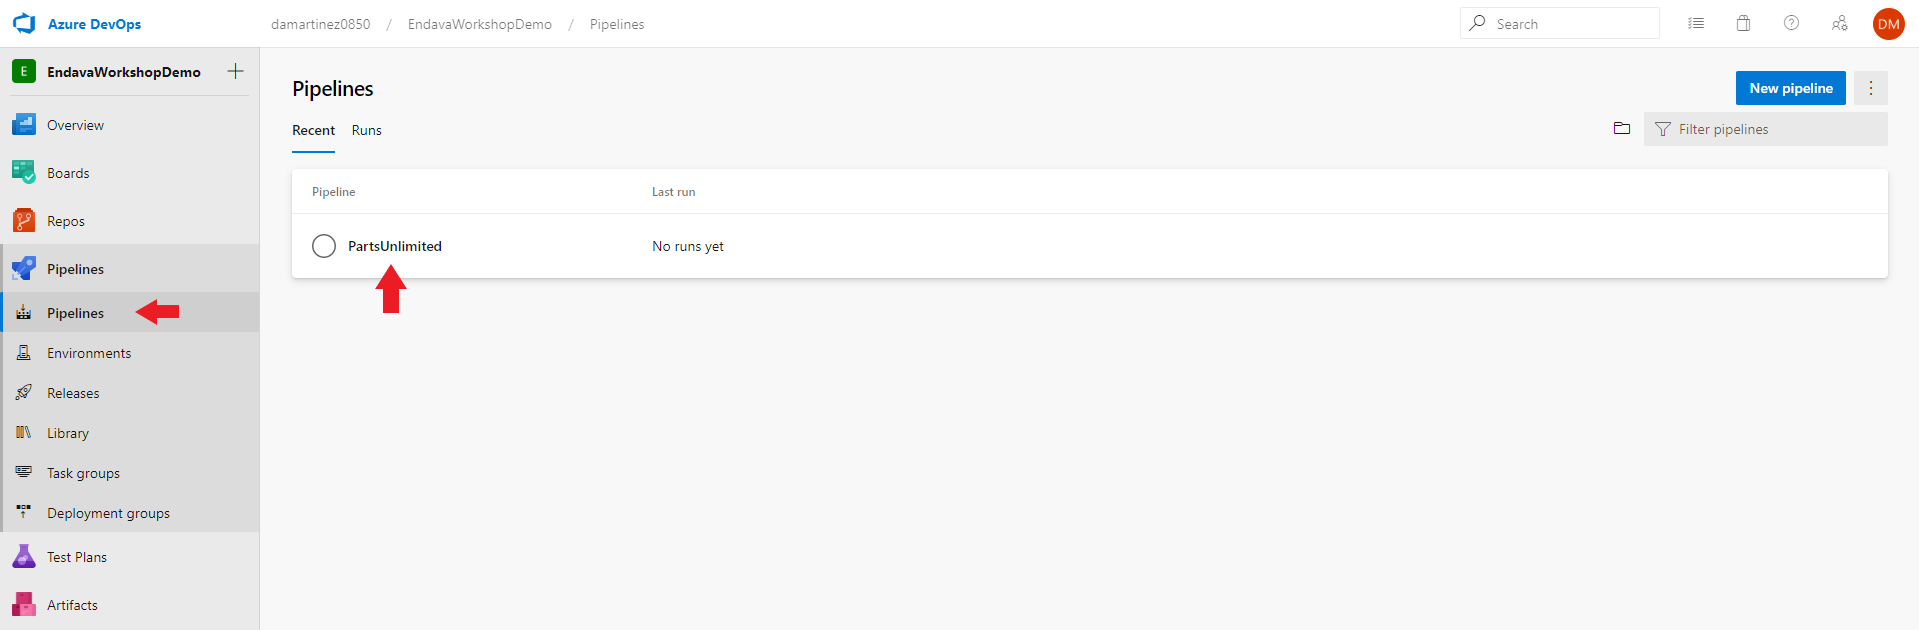 Azure DevOps
damartinez0850 / EndavaWorkshopDemo / Pipelines
Search
DM
E EndavaWorkshopDemo
Overview
Boards
Repos
Pipelines
Pipelines
Environments
Releases
Library
Task groups
Deployment groups
Test Plans
Artifacts
Pipelines
New pipeline
Recent Runs
Filter pipelines
Pipeline Last run
PartsUnlimited No runs yet